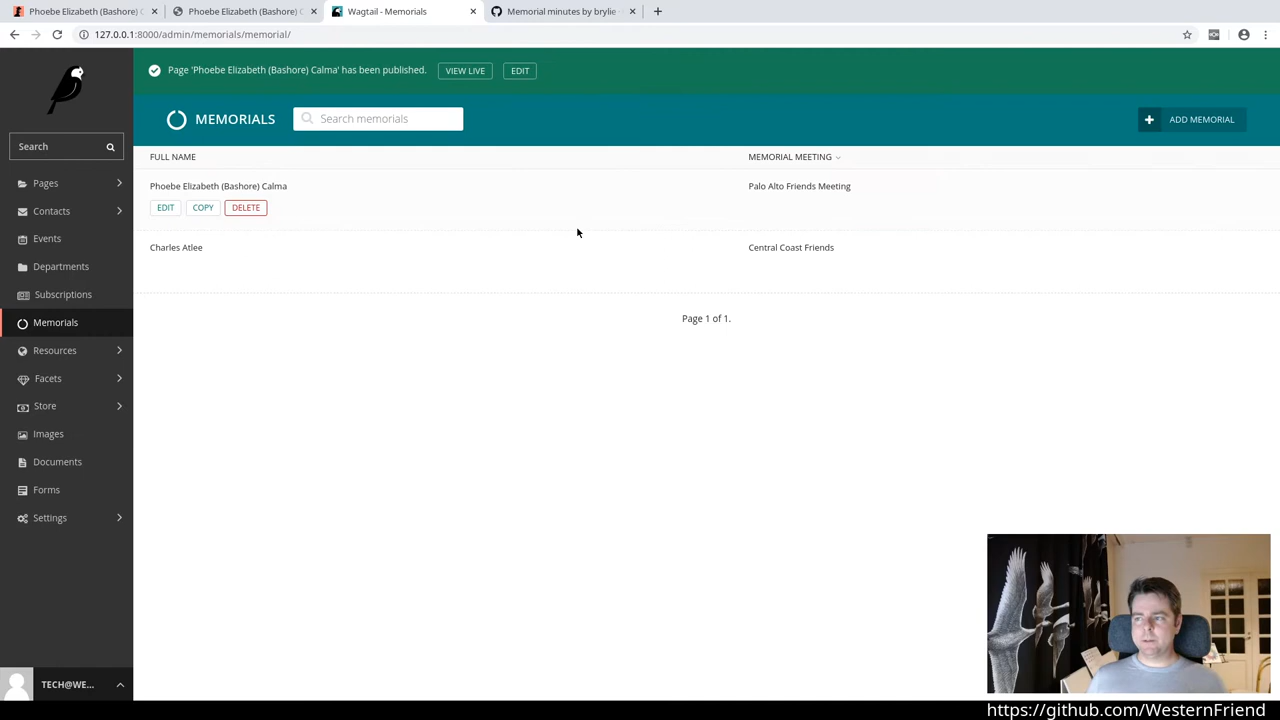 Phoebe Elizabeth (Bashore) C
Phoebe Elizabeth (Bashore) C
Wagtail - Memorials
Memorial minutes by brylie
127.0.0.1:8000/admin/memorials/memorial/
Page 'Phoebe Elizabeth (Bashore) Calma' has been published.
VIEW LIVE
EDIT
MEMORIALS
Search memorials
ADD MEMORIAL
Search
Pages
Contacts
Events
Departments
Subscriptions
Memorials
Resources
Facets
Store
Images
Documents
Forms
Settings
TECH@WE...
FULL NAME
MEMORIAL MEETING
Phoebe Elizabeth (Bashore) Calma
Palo Alto Friends Meeting
EDIT
COPY
DELETE
Charles Atlee
Central Coast Friends
Page 1 of 1.
https://github.com/WesternFriend